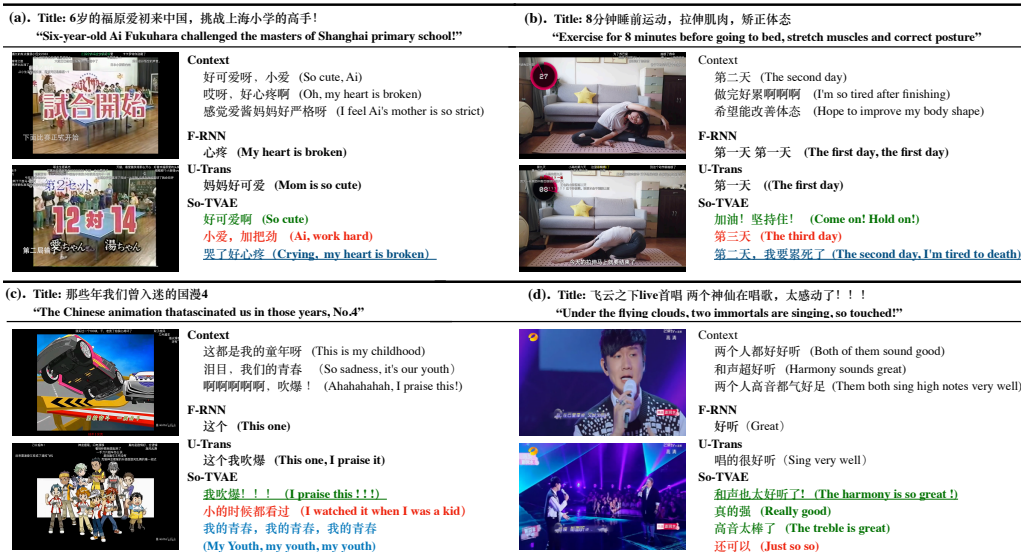 (a). Title: 6岁的福原爱初来中国，挑战上海小学的高手！
“Six-year-old Ai Fukuhara challenged the masters of Shanghai primary school!”
試合開始
下面比赛正式开始
第2セット
12 対 14
愛ちゃん 湯ちゃん
Context
好可爱呀，小爱 (So cute, Ai)
哎呀，好心疼啊 (Oh, my heart is broken)
感觉爱酱妈妈好严格呀 (I feel Ai's mother is so strict)
F-RNN
心疼 (My heart is broken)
U-Trans
妈妈好可爱 (Mom is so cute)
So-TVAE
好可爱啊 (So cute)
小爱，加把劲 (Ai, work hard)
哭了好心疼（Crying, my heart is broken）
(b). Title: 8分钟睡前运动，拉伸肌肉，矫正体态
“Exercise for 8 minutes before going to bed, stretch muscles and correct posture”
27
08
Context
第二天 (The second day)
做完好累啊啊啊啊 (I'm so tired after finishing)
希望能改善体态 (Hope to improve my body shape)
F-RNN
第一天 第一天 (The first day, the first day)
U-Trans
第一天 ((The first day)
So-TVAE
加油！坚持住！ (Come on! Hold on!)
第三天 (The third day)
第二天，我要累死了 (The second day, I'm tired to death)
(c). Title: 那些年我们曾入迷的国漫4
“The Chinese animation thatascinated us in those years, No.4”
Context
这都是我的童年呀 (This is my childhood)
泪目，我们的青春 (So sadness, it's our youth）
啊啊啊啊啊，吹爆！ (Ahahahahah, I praise this!)
F-RNN
这个 (This one)
U-Trans
这个我吹爆 (This one, I praise it)
So-TVAE
我吹爆！！！（I praise this ! ! !)
小的时候都看过 (I watched it when I was a kid）
我的青春，我的青春，我的青春
(My Youth, my youth, my youth)
(d). Title: 飞云之下live首唱 两个神仙在唱歌，太感动了！！！
“Under the flying clouds, two immortals are singing, so touched!”
Context
两个人都好好听 (Both of them sound good)
和声超好听 (Harmony sounds great)
两个人高音都气好足 (Them both sing high notes very well)
F-RNN
好听（Great）
U-Trans
唱的很好听（Sing very well）
So-TVAE
和声也太好听了! (The harmony is so great !)
真的强 (Really good)
高音太棒了 (The treble is great)
还可以 (Just so so)